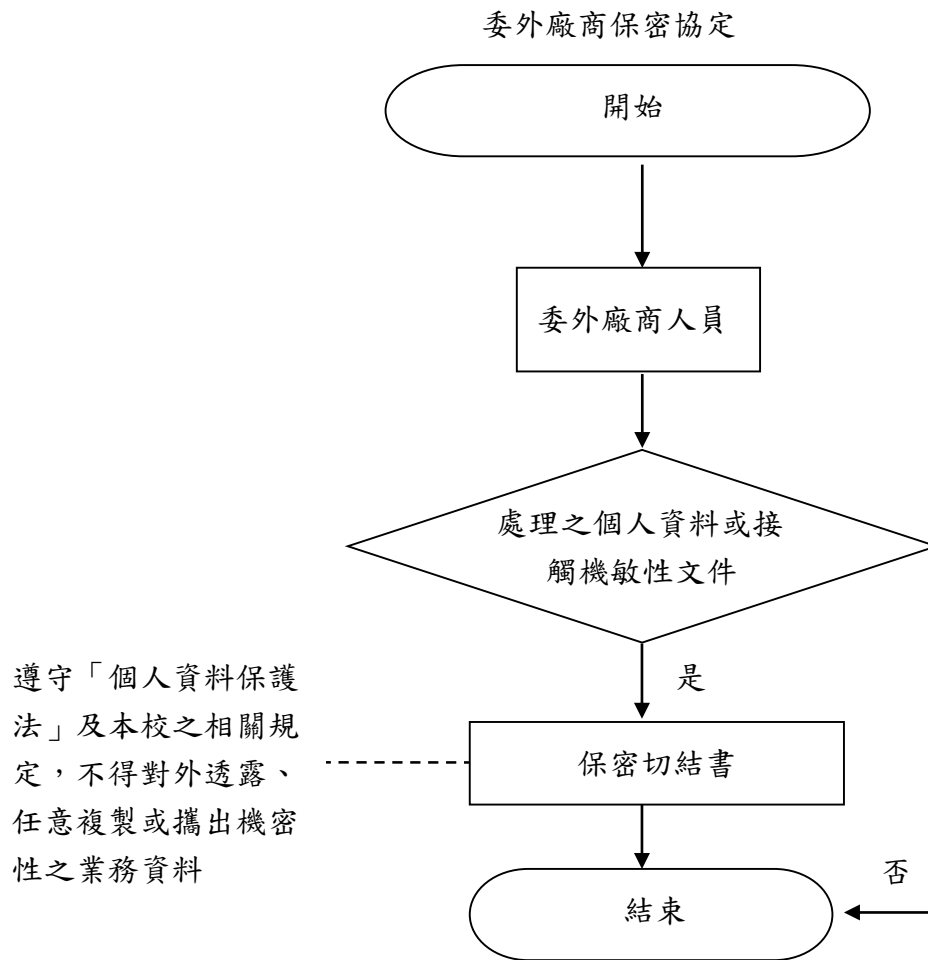 委外廠商保密協定
開始
委外廠商人員
處理之個人資料或接
觸機敏性文件
是
遵守「個人資料保護
法」及本校之相關規
定,不得對外透露、
任意複製或攜出機密
性之業務資料
保密切結書
否
結束